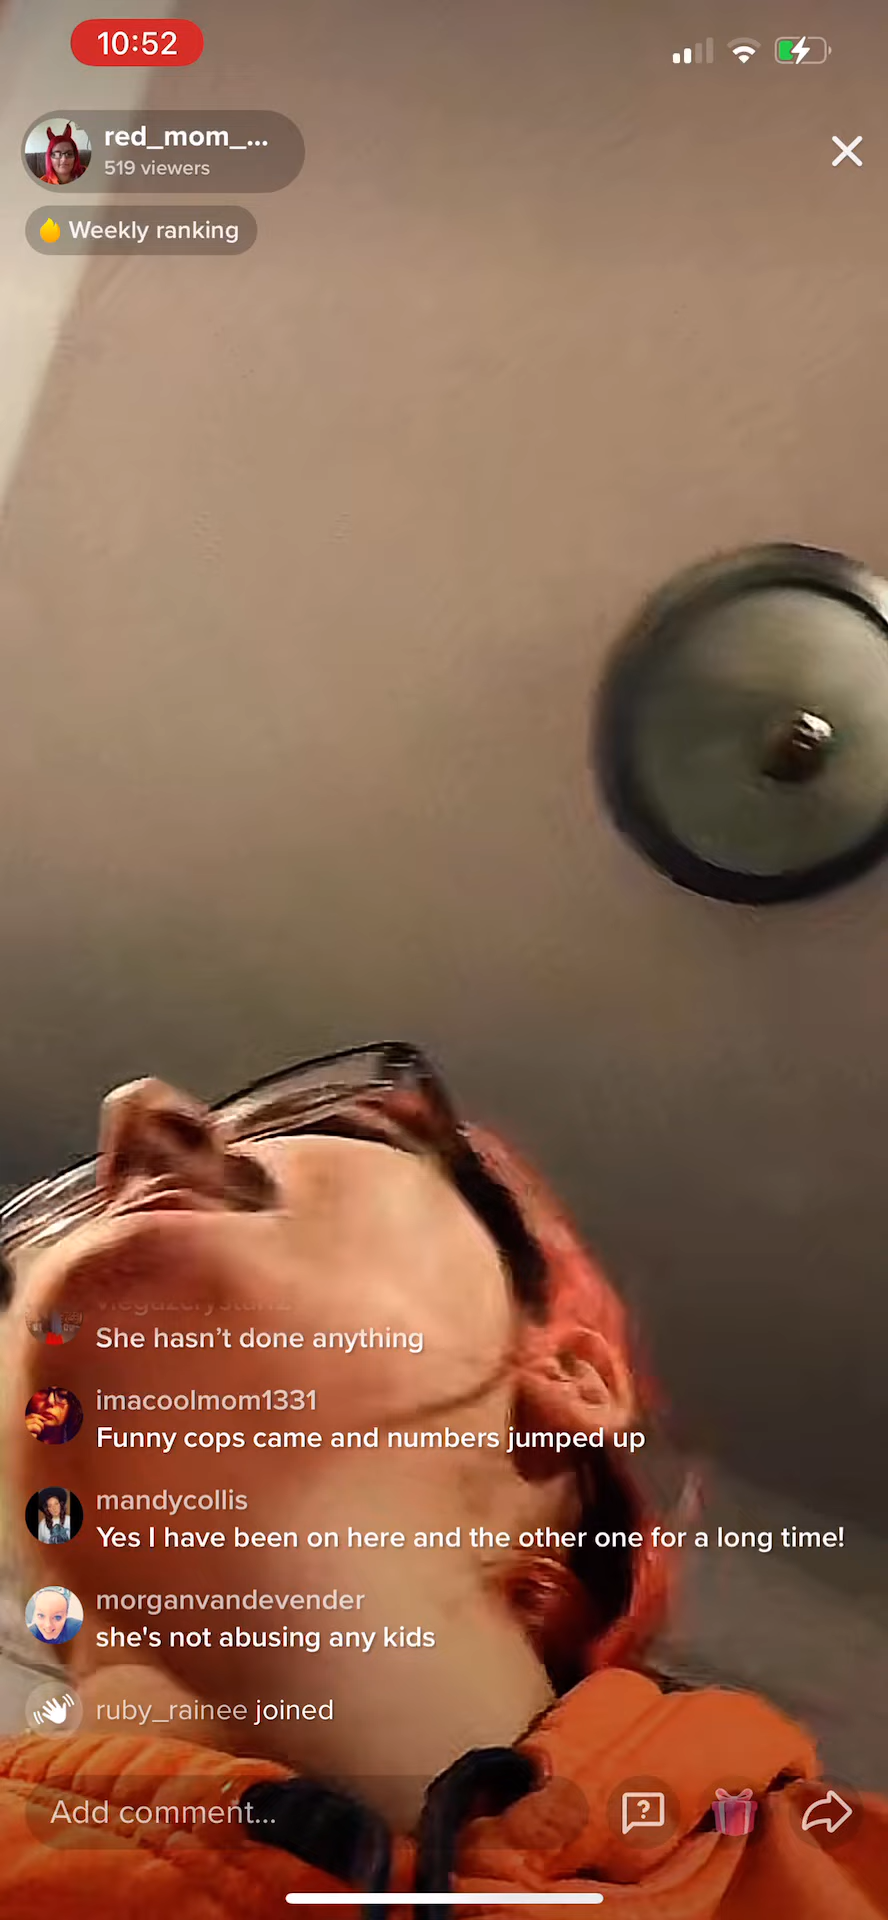 10:52
red_mom_...
519 viewers
Weekly ranking
She hasn't done anything
imacoolmom1331
Funny cops came and numbers jumped up
mandycollis
Yes I have been on here and the other one for a long time!
morganvandevender
she's not abusing any kids
ruby_rainee joined
Add comment...
?